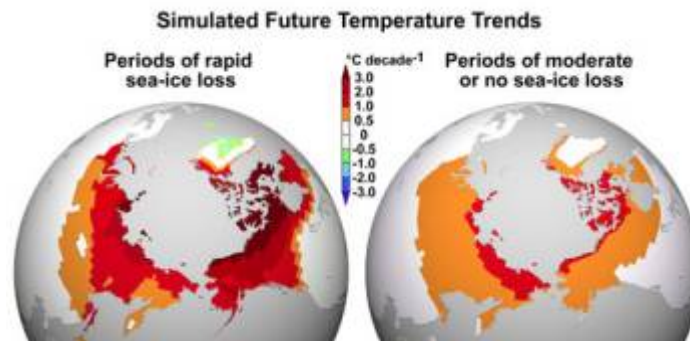 Simulated Future Temperature Trends
Periods of rapid
sea-ice loss
°C decade-1
3.0
2.0
1.0
0.5
0
-0.5
-1.0
-2.0
-3.0
Periods of moderate
or no sea-ice loss